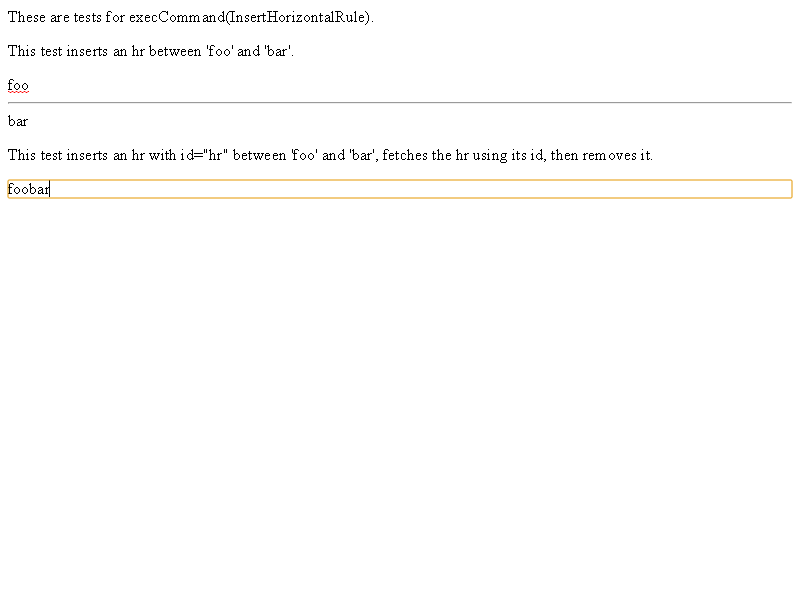 These are tests for execCommand(InsertHorizontalRule).
This test inserts an hr between 'foo' and 'bar'.
foo
bar
This test inserts an hr with id="hr" between 'foo' and 'bar', fetches the hr using its id, then removes it.
foobar